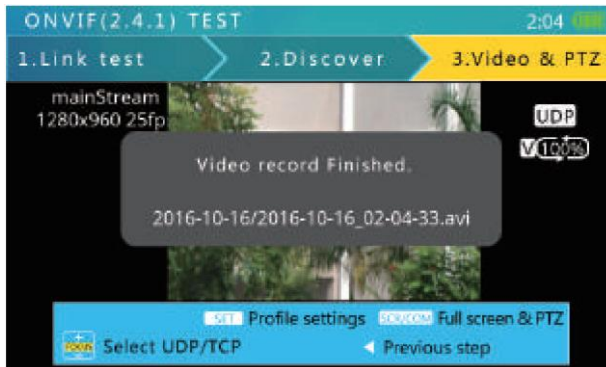 ONVIF(2.4.1) TEST 2:04
1.Link test 2.Discover 3.Video & PTZ
mainStream
1280x960 25fp
UDP
V 100%
Video record Finished.
2016-10-16/2016-10-16_02-04-33.avi
SET Profile settings SCR/COM Full screen & PTZ
FOCUS Select UDP/TCP Previous step